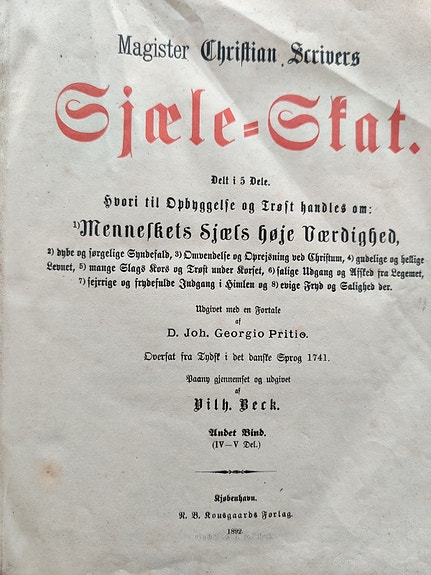 Magister Christian Scrivers
Sjæle=Skat.
Delt i 5 Dele.
Hvori til Opbyggelse og Trøst handles om:
1) Menneskets Sjæls høje Værdighed,
2) dybe og sørgelige Syndefald, 3) Omvendelse og Oprejsning ved Christum, 4) gudelige og hellige
Levnet, 5) mange Slags Kors og Trøst under Korset, 6) salige Udgang og Afsked fra Legemet,
7) sejrrige og frydefulde Indgang i Himlen og 8) evige Fryd og Salighed der.
Udgivet med en Fortale
af
D. Joh. Georgio Pritio.
Oversat fra Tydsk i det danske Sprog 1741.
Paany gjennemset og udgivet
af
Vilh. Beck.
Andet Bind.
(IV—V Del.)
Kjøbenhavn.
N. B. Kousgaards Forlag.
1892.